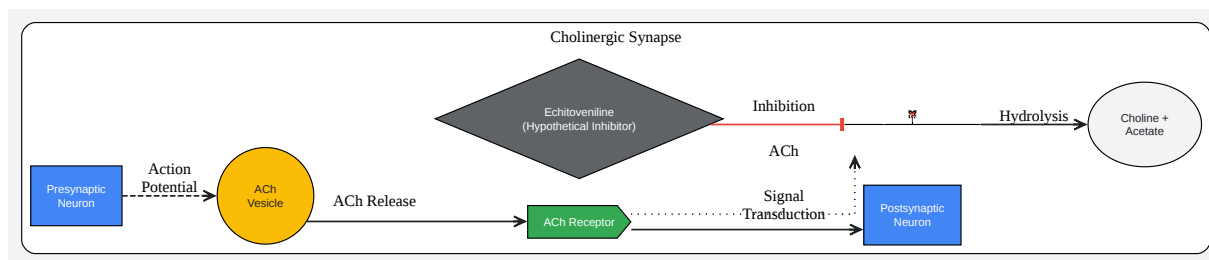 Cholinergic Synapse
Echitoveniline
(Hypothetical Inhibitor)
Inhibition
Hydrolysis
Choline +
Acetate
ACh
Presynaptic
Neuron
Action
Potential
ACh
Vesicle
ACh Release
ACh Receptor
Signal
Transduction
Postsynaptic
Neuron